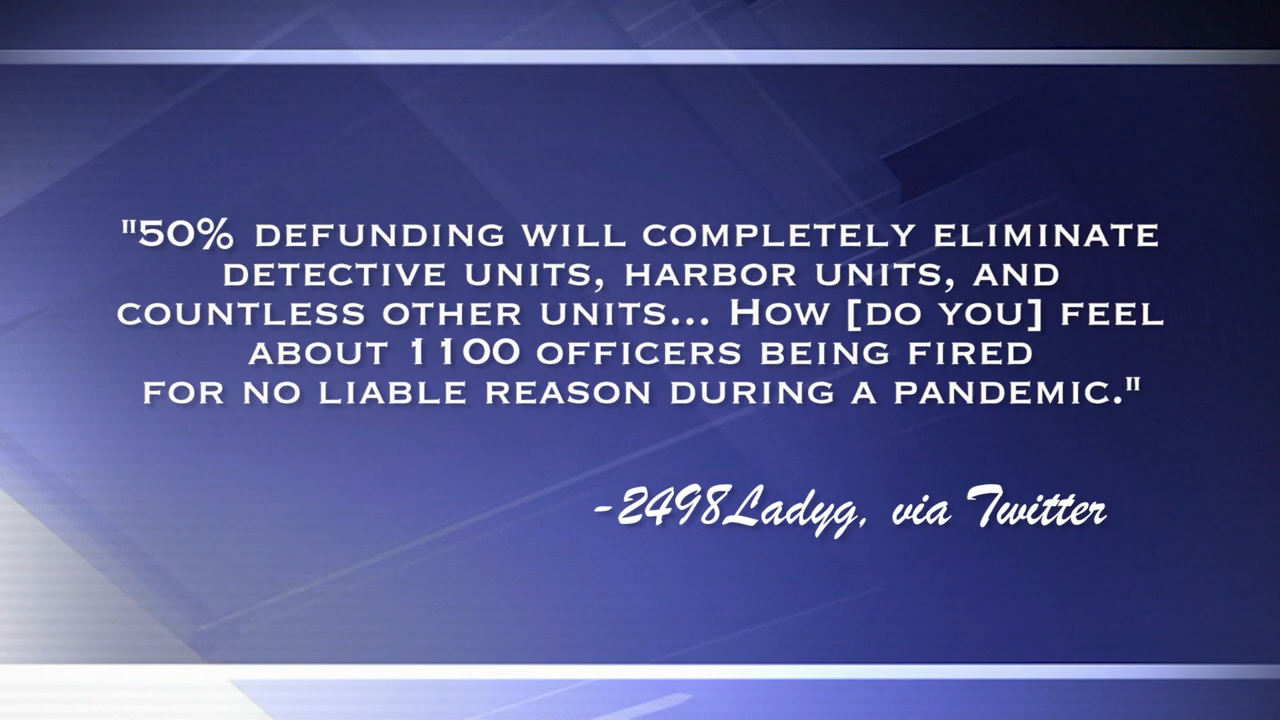 "50% DEFUNDING WILL COMPLETELY ELIMINATE
DETECTIVE UNITS, HARBOR UNITS, AND
COUNTLESS OTHER UNITS... HOW [DO YOU] FEEL
ABOUT 1100 OFFICERS BEING FIRED
FOR NO LIABLE REASON DURING A PANDEMIC."
-2498Ladyg, via Twitter